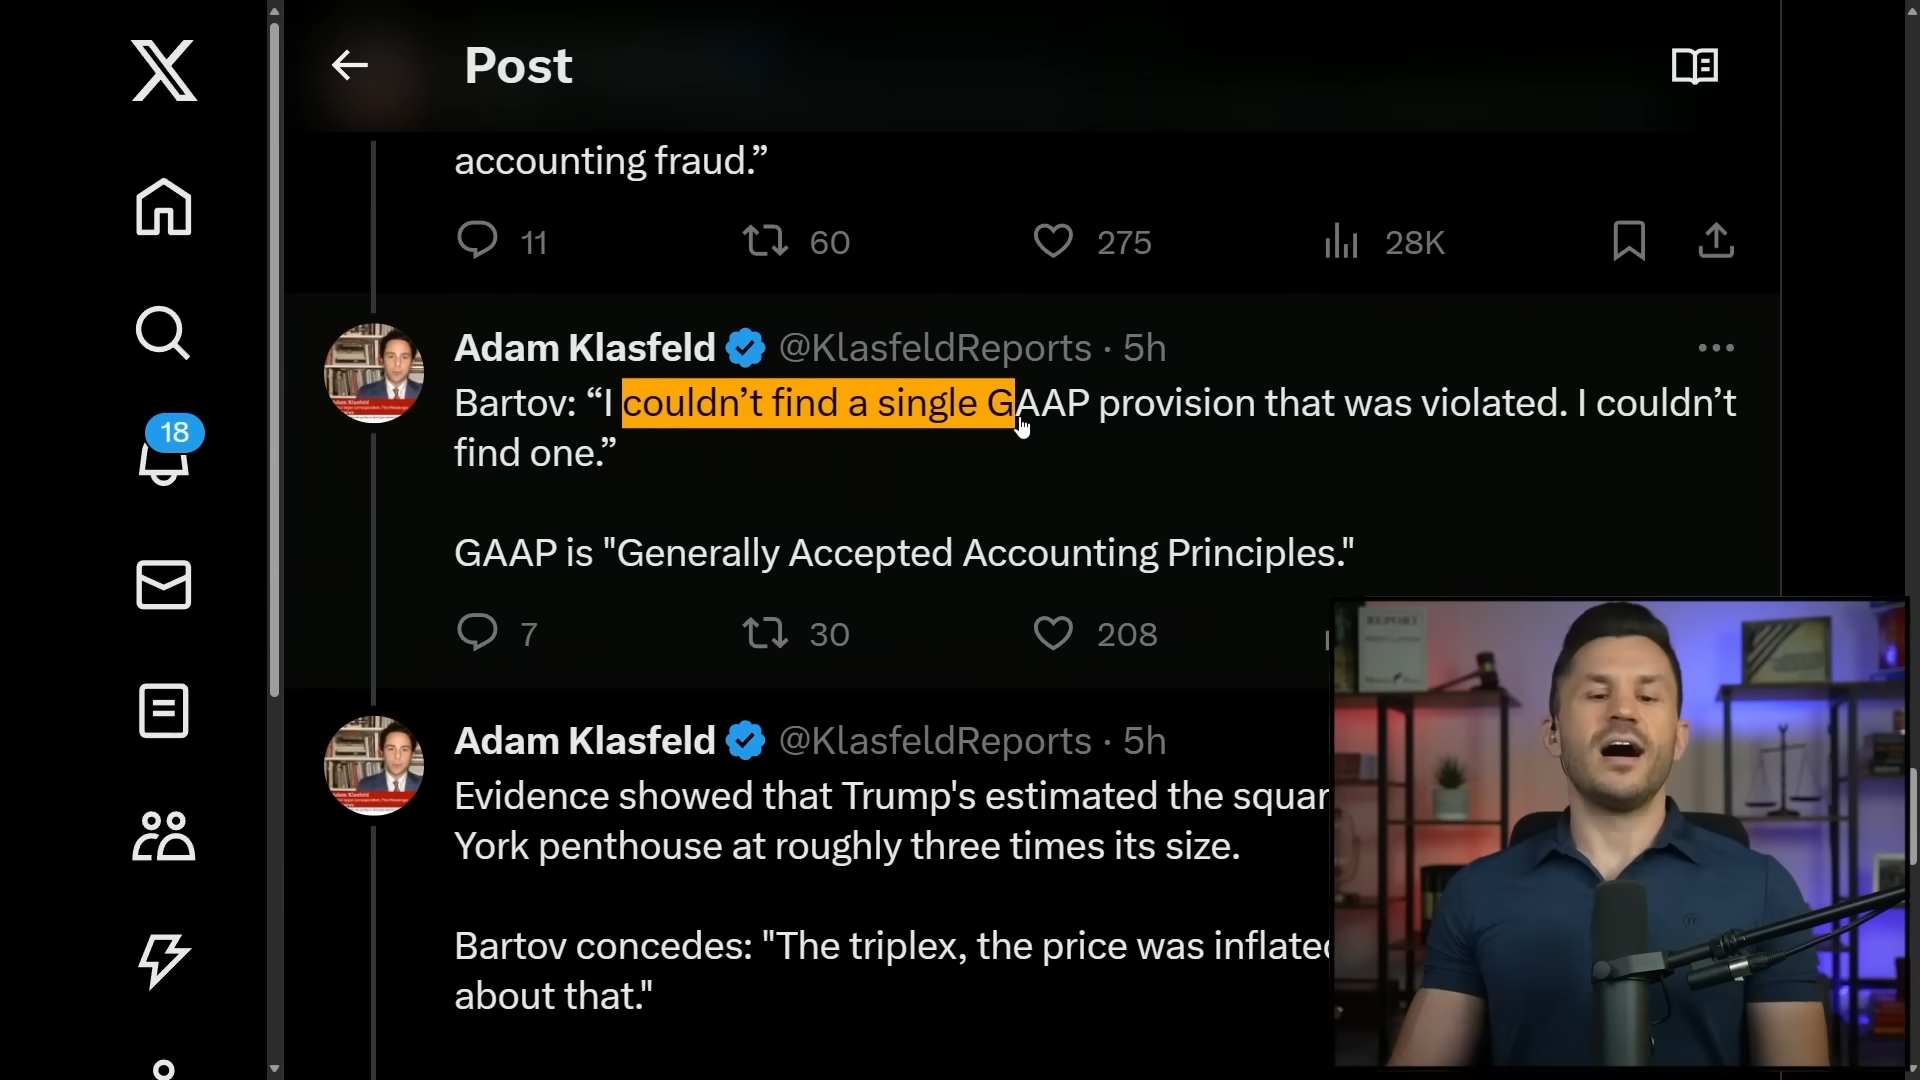 Post
accounting fraud.”
11 60 275 28K
Adam Klasfeld @KlasfeldReports · 5h
Bartov: “I couldn’t find a single GAAP provision that was violated. I couldn’t
find one.”
GAAP is "Generally Accepted Accounting Principles."
7 30 208
18
Adam Klasfeld @KlasfeldReports · 5h
Evidence showed that Trump's estimated the squar
York penthouse at roughly three times its size.
Bartov concedes: "The triplex, the price was inflated
about that."
REPORT